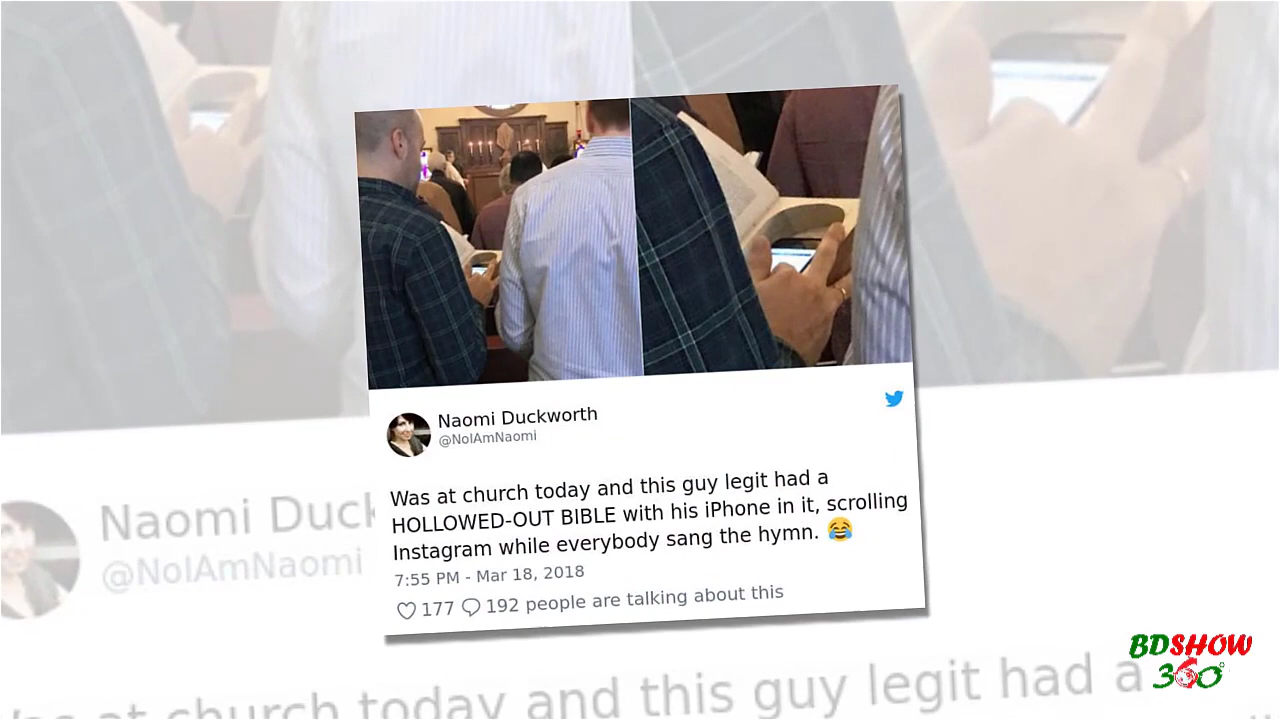 Naomi Duckworth
@NoIAmNaomi
Was at church today and this guy legit had a
HOLLOWED-OUT BIBLE with his iPhone in it, scrolling
Instagram while everybody sang the hymn. 😂
7:55 PM - Mar 18, 2018
177 192 people are talking about this
Naomi Duck
@NoIAmNaomi
Was at church today and this guy legit had a
BDSHOW
360°